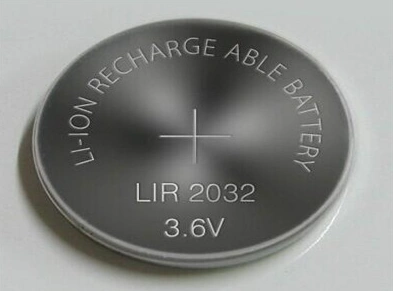 LI-ION RECHARGE ABLE BATTERY
+
LIR 2032
3.6V